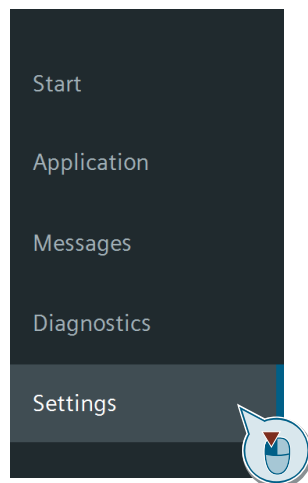 Start
Application
Messages
Diagnostics
Settings